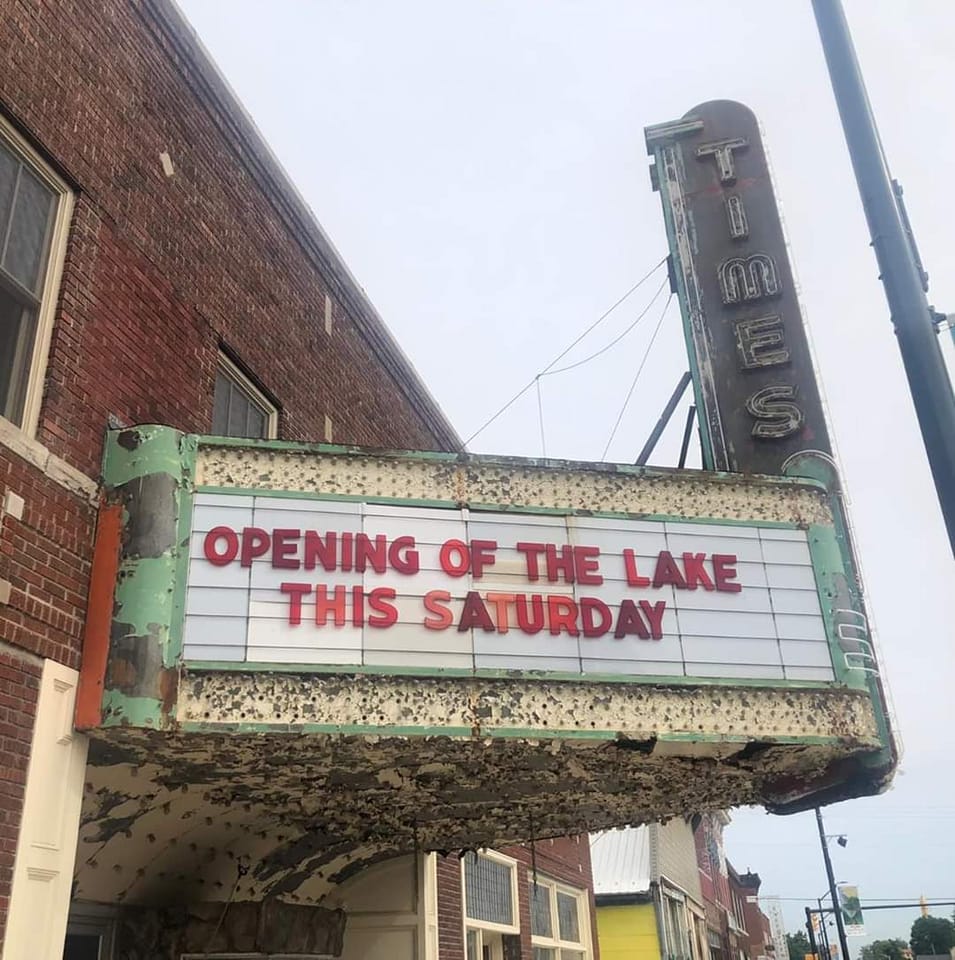 TIMES
OPENING OF THE LAKE
THIS SATURDAY